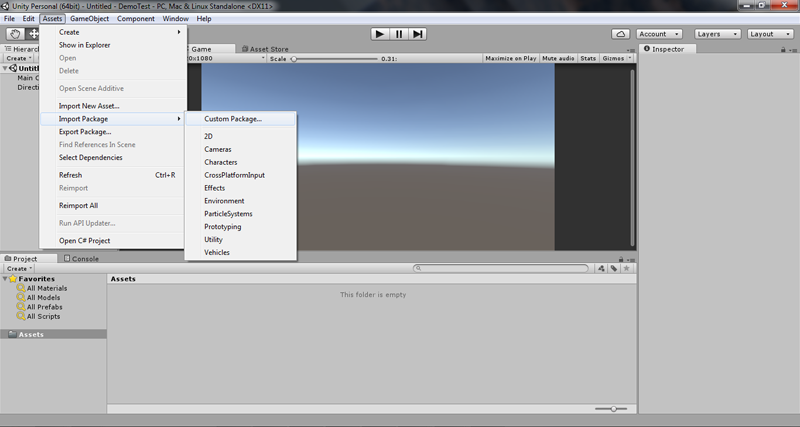 Unity Personal (64bit) - Untitled - DemoTest - PC, Mac & Linux Standalone <DX11>
File Edit Assets GameObject Component Window Help
Account Layers Layout
Hierarc Game Asset Store Inspector
Create 0x1080 Scale 0.31: Maximize on Play Mute audio Stats Gizmos
Untitl
Main C
Directi
Create
Show in Explorer
Open
Delete
Open Scene Additive
Import New Asset...
Import Package
Export Package...
Find References In Scene
Select Dependencies
Refresh Ctrl+R
Reimport
Reimport All
Run API Updater...
Open C# Project
Custom Package...
2D
Cameras
Characters
CrossPlatformInput
Effects
Environment
ParticleSystems
Prototyping
Utility
Vehicles
Project Console
Create
Favorites
All Materials
All Models
All Prefabs
All Scripts
Assets
Assets
This folder is empty